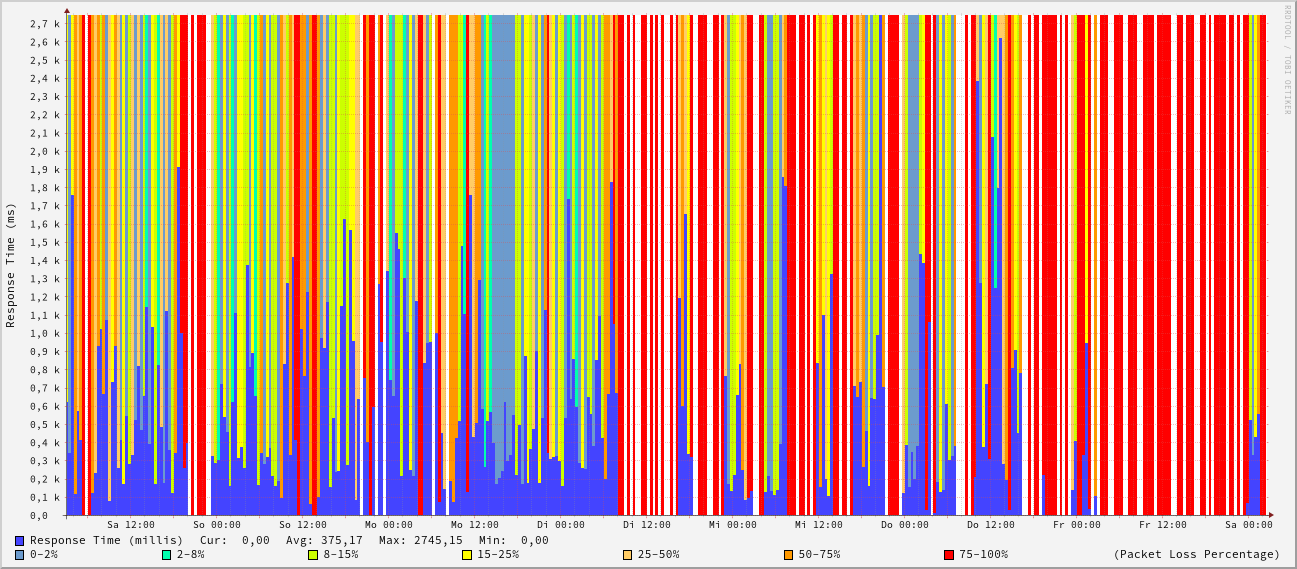 RRDTOOL / TOBI OETIKER
Response Time (ms)
2,7 k
2,6 k
2,5 k
2,4 k
2,3 k
2,2 k
2,1 k
2,0 k
1,9 k
1,8 k
1,7 k
1,6 k
1,5 k
1,4 k
1,3 k
1,2 k
1,1 k
1,0 k
0,9 k
0,8 k
0,7 k
0,6 k
0,5 k
0,4 k
0,3 k
0,2 k
0,1 k
0,0
Sa 12:00 So 00:00 So 12:00 Mo 00:00 Mo 12:00 Di 00:00 Di 12:00 Mi 00:00 Mi 12:00 Do 00:00 Do 12:00 Fr 00:00 Fr 12:00 Sa 00:00
Response Time (millis) Cur: 0,00 Avg: 375,17 Max: 2745,15 Min: 0,00
0-2% 2-8% 8-15% 15-25% 25-50% 50-75% 75-100% (Packet Loss Percentage)